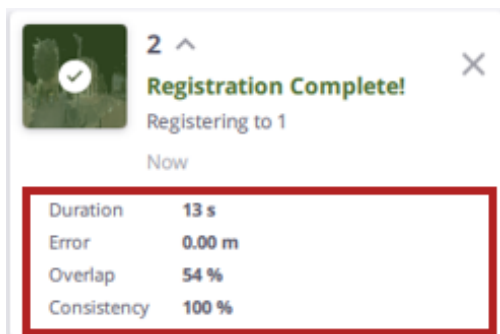 2
Registration Complete!
Registering to 1
Now
Duration 13 s
Error 0.00 m
Overlap 54 %
Consistency 100 %